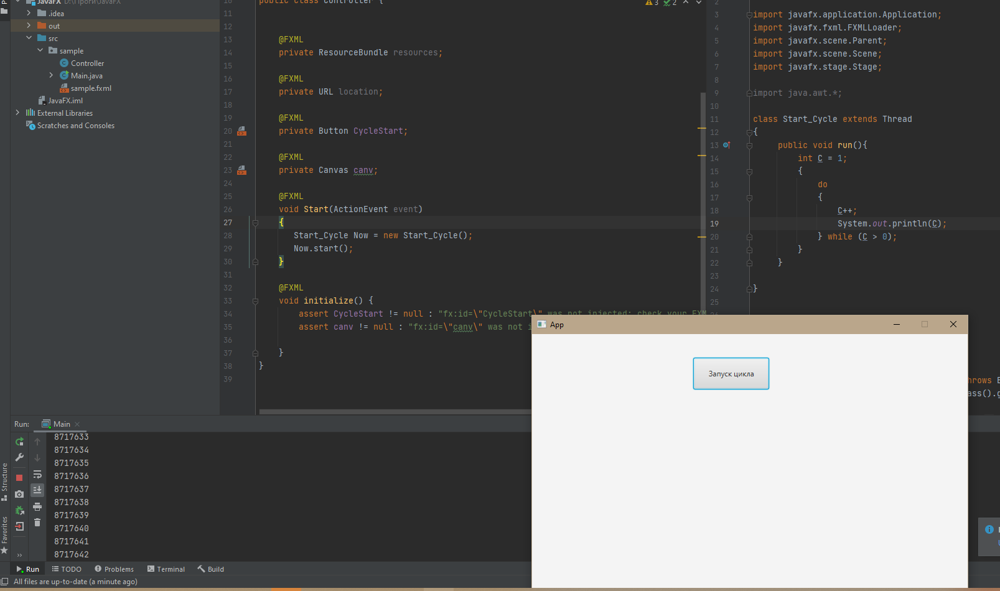 JavaFX D:\Проги\JavaFX
.idea
out
src
sample
Controller
Main.java
sample.fxml
JavaFX.iml
External Libraries
Scratches and Consoles
10 public class Controller {
11
12
13 @FXML
14 private ResourceBundle resources;
15
16 @FXML
17 private URL location;
18
19 @FXML
20 private Button CycleStart;
21
22 @FXML
23 private Canvas canv;
24
25 @FXML
26 void Start(ActionEvent event)
27 {
28 Start_Cycle Now = new Start_Cycle();
29 Now.start();
30 }
31
32 @FXML
33 void initialize() {
34 assert CycleStart != null : "fx:id=\"CycleStart\" was not injected: check your FXM
35 assert canv != null : "fx:id=\"canv\" was not i
36
37 }
38 }
39
3 2
2
3 import javafx.application.Application;
4 import javafx.fxml.FXMLLoader;
5 import javafx.scene.Parent;
6 import javafx.scene.Scene;
7 import javafx.stage.Stage;
8
9 import java.awt.*;
10
11 class Start_Cycle extends Thread
12 {
13 public void run(){
14 int C = 1;
15 {
16 do
17 {
18 C++;
19 System.out.println(C);
20 } while (C > 0);
21 }
22 }
23
24 }
25
hrows E
ass().g
App
Запуск цикла
Run: Main
8717633
8717634
8717635
8717636
8717637
8717638
8717639
8717640
8717641
8717642
Structure
Favorites
Run TODO Problems Terminal Build
All files are up-to-date (a minute ago)